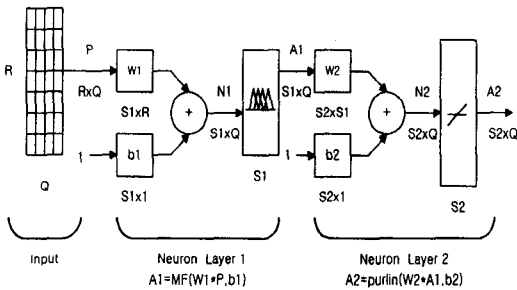 R
P
RxQ
1
Q
W1
S1xR
b1
S1x1
+
N1
S1xQ
S1
A1
S1xQ
W2
S2xS1
1
b2
S2x1
+
N2
S2xQ
S2
A2
S2xQ
Input
Neuron Layer 1
A1=MF(W1*P,b1)
Neuron Layer 2
A2=purlin(W2*A1,b2)